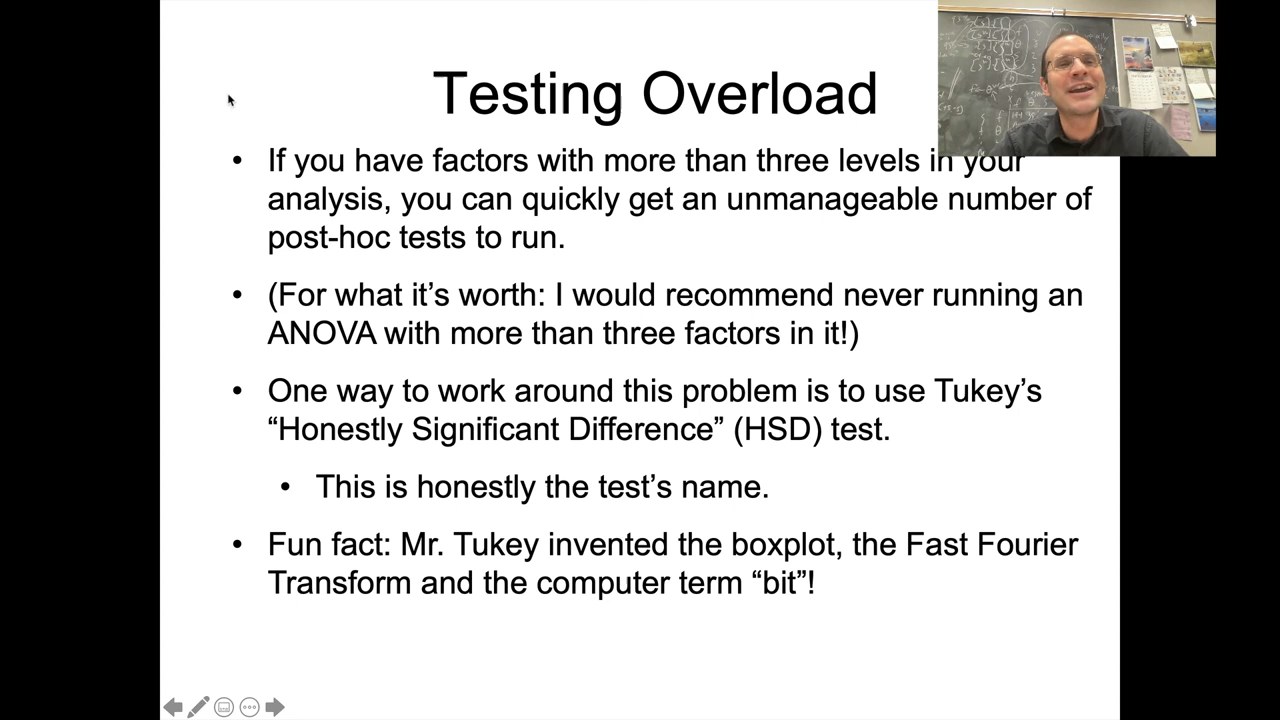 Testing Overload
• If you have factors with more than three levels in your
analysis, you can quickly get an unmanageable number of
post-hoc tests to run.
• (For what it’s worth: I would recommend never running an
ANOVA with more than three factors in it!)
• One way to work around this problem is to use Tukey’s
“Honestly Significant Difference” (HSD) test.
• This is honestly the test’s name.
• Fun fact: Mr. Tukey invented the boxplot, the Fast Fourier
Transform and the computer term “bit”!